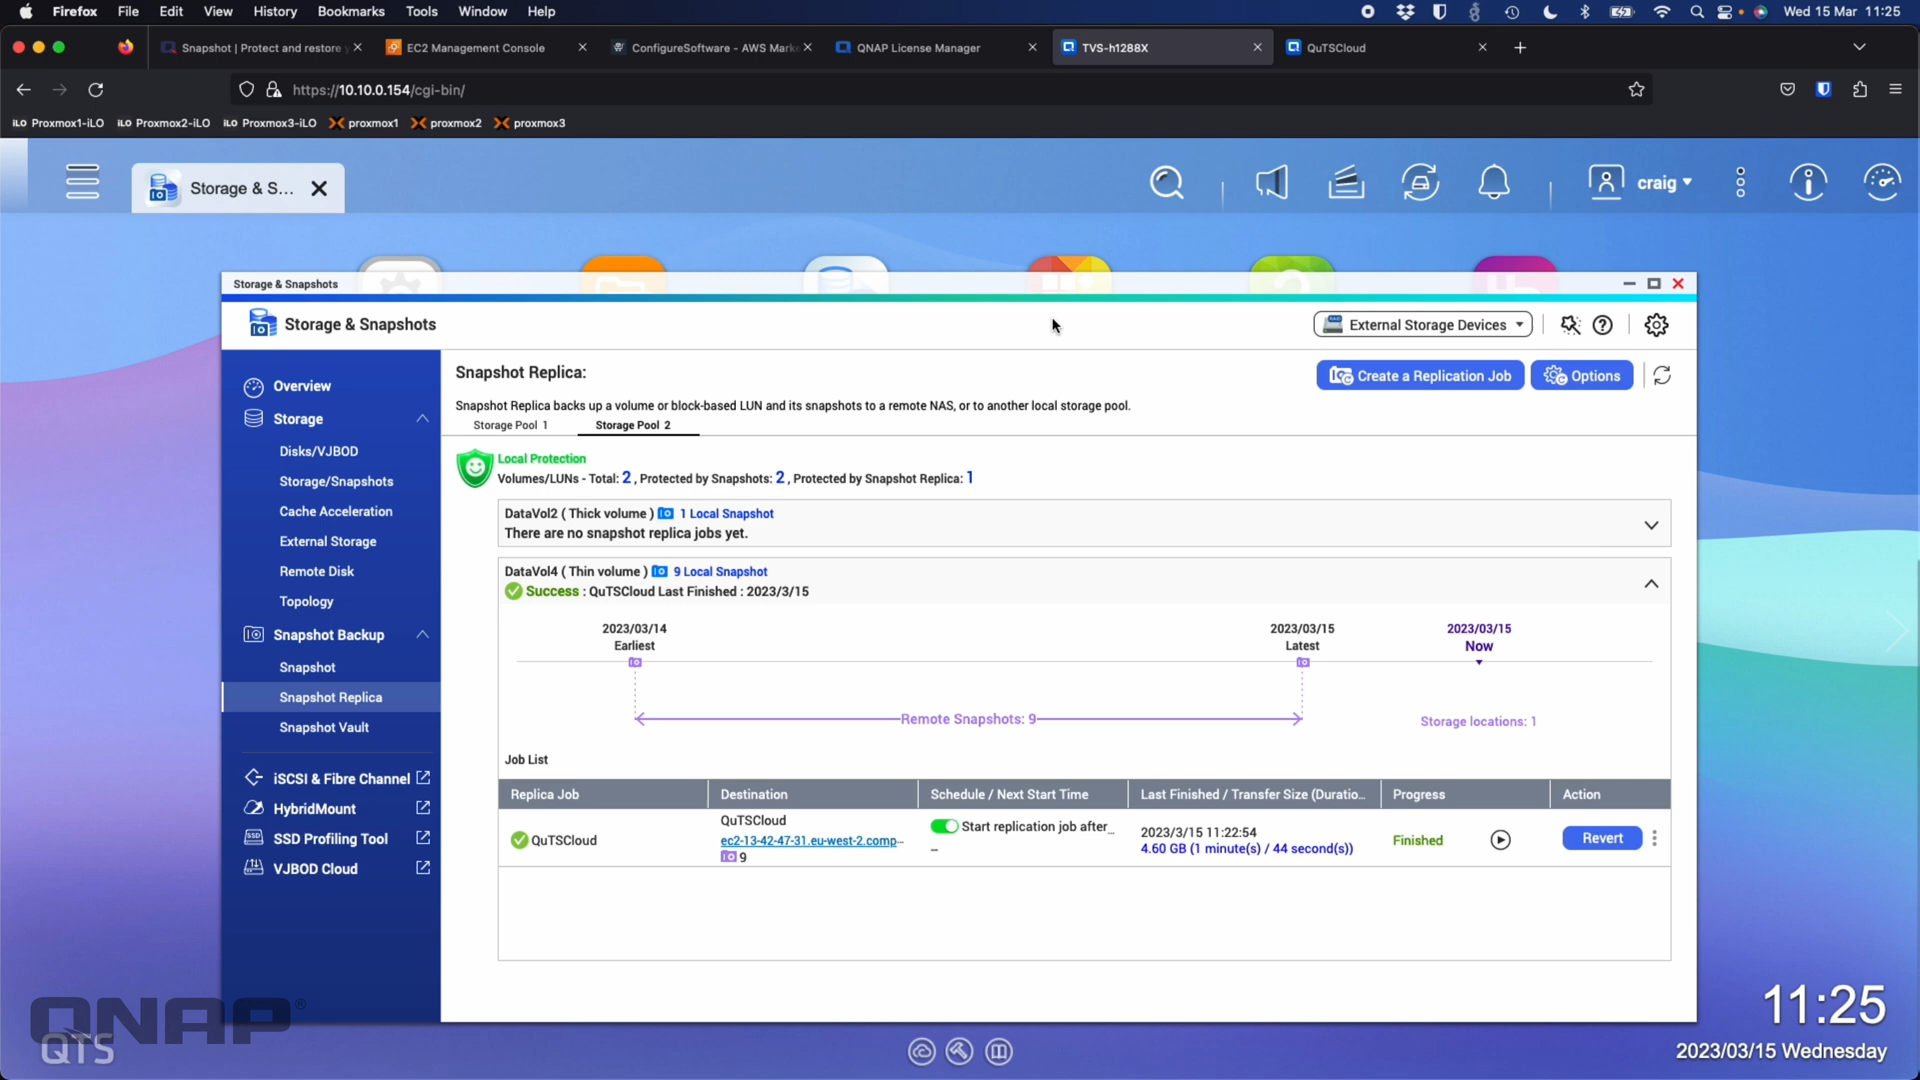 Firefox File Edit View History Bookmarks Tools Window Help Wed 15 Mar 11:25
Snapshot | Protect and restore EC2 Management Console ConfigureSoftware - AWS Mark QNAP License Manager TVS-h1288X QuTSCloud
https://10.10.0.154/cgi-bin/
iLO Proxmox1-iLO iLO Proxmox2-iLO iLO Proxmox3-iLO proxmox1 proxmox2 proxmox3
Storage & S... craig
Storage & Snapshots
Storage & Snapshots External Storage Devices
Snapshot Replica: Create a Replication Job Options
Snapshot Replica backs up a volume or block-based LUN and its snapshots to a remote NAS, or to another local storage pool.
Storage Pool 1 Storage Pool 2
Overview
Storage
Disks/VJBOD
Storage/Snapshots
Cache Acceleration
External Storage
Remote Disk
Topology
Snapshot Backup
Snapshot
Snapshot Replica
Snapshot Vault
iSCSI & Fibre Channel
HybridMount
SSD Profiling Tool
VJBOD Cloud
Local Protection
Volumes/LUNs - Total: 2 , Protected by Snapshots: 2 , Protected by Snapshot Replica: 1
DataVol2 ( Thick volume ) 1 Local Snapshot
There are no snapshot replica jobs yet.
DataVol4 ( Thin volume ) 9 Local Snapshot
Success : QuTSCloud Last Finished : 2023/3/15
2023/03/14 2023/03/15 2023/03/15
Earliest Latest Now
Remote Snapshots: 9 Storage locations: 1
Job List
Replica Job Destination Schedule / Next Start Time Last Finished / Transfer Size (Duratio... Progress Action
QuTSCloud
QuTSCloud
ec2-13-42-47-31.eu-west-2.comp...
9
Start replication job after...
--
2023/3/15 11:22:54
4.60 GB (1 minute(s) / 44 second(s))
Finished
Revert
QNAP®
QTS
11:25
2023/03/15 Wednesday